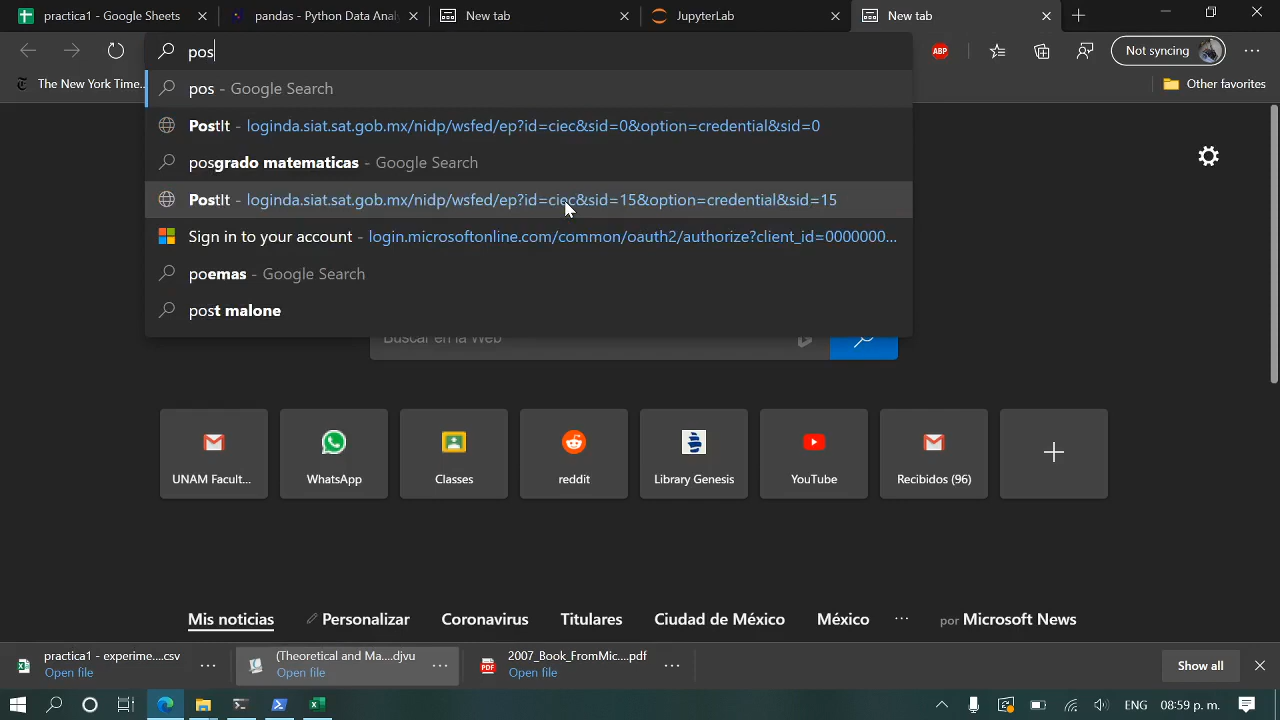 practica1 - Google Sheets
pandas - Python Data Anal
New tab
JupyterLab
New tab
pos
ABP
Not syncing
The New York Time...
Other favorites
pos - Google Search
PostIt - loginda.siat.sat.gob.mx/nidp/wsfed/ep?id=ciec&sid=0&option=credential&sid=0
posgrado matematicas - Google Search
PostIt - loginda.siat.sat.gob.mx/nidp/wsfed/ep?id=ciec&sid=15&option=credential&sid=15
Sign in to your account - login.microsoftonline.com/common/oauth2/authorize?client_id=0000000...
poemas - Google Search
post malone
Buscar en la Web
UNAM Facult...
WhatsApp
Classes
reddit
Library Genesis
YouTube
Recibidos (96)
Mis noticias
Personalizar
Coronavirus
Titulares
Ciudad de México
México
por Microsoft News
practica1 - experime....csv
Open file
(Theoretical and Ma....djvu
Open file
2007_Book_FromMic....pdf
Open file
Show all
ENG
08:59 p. m.